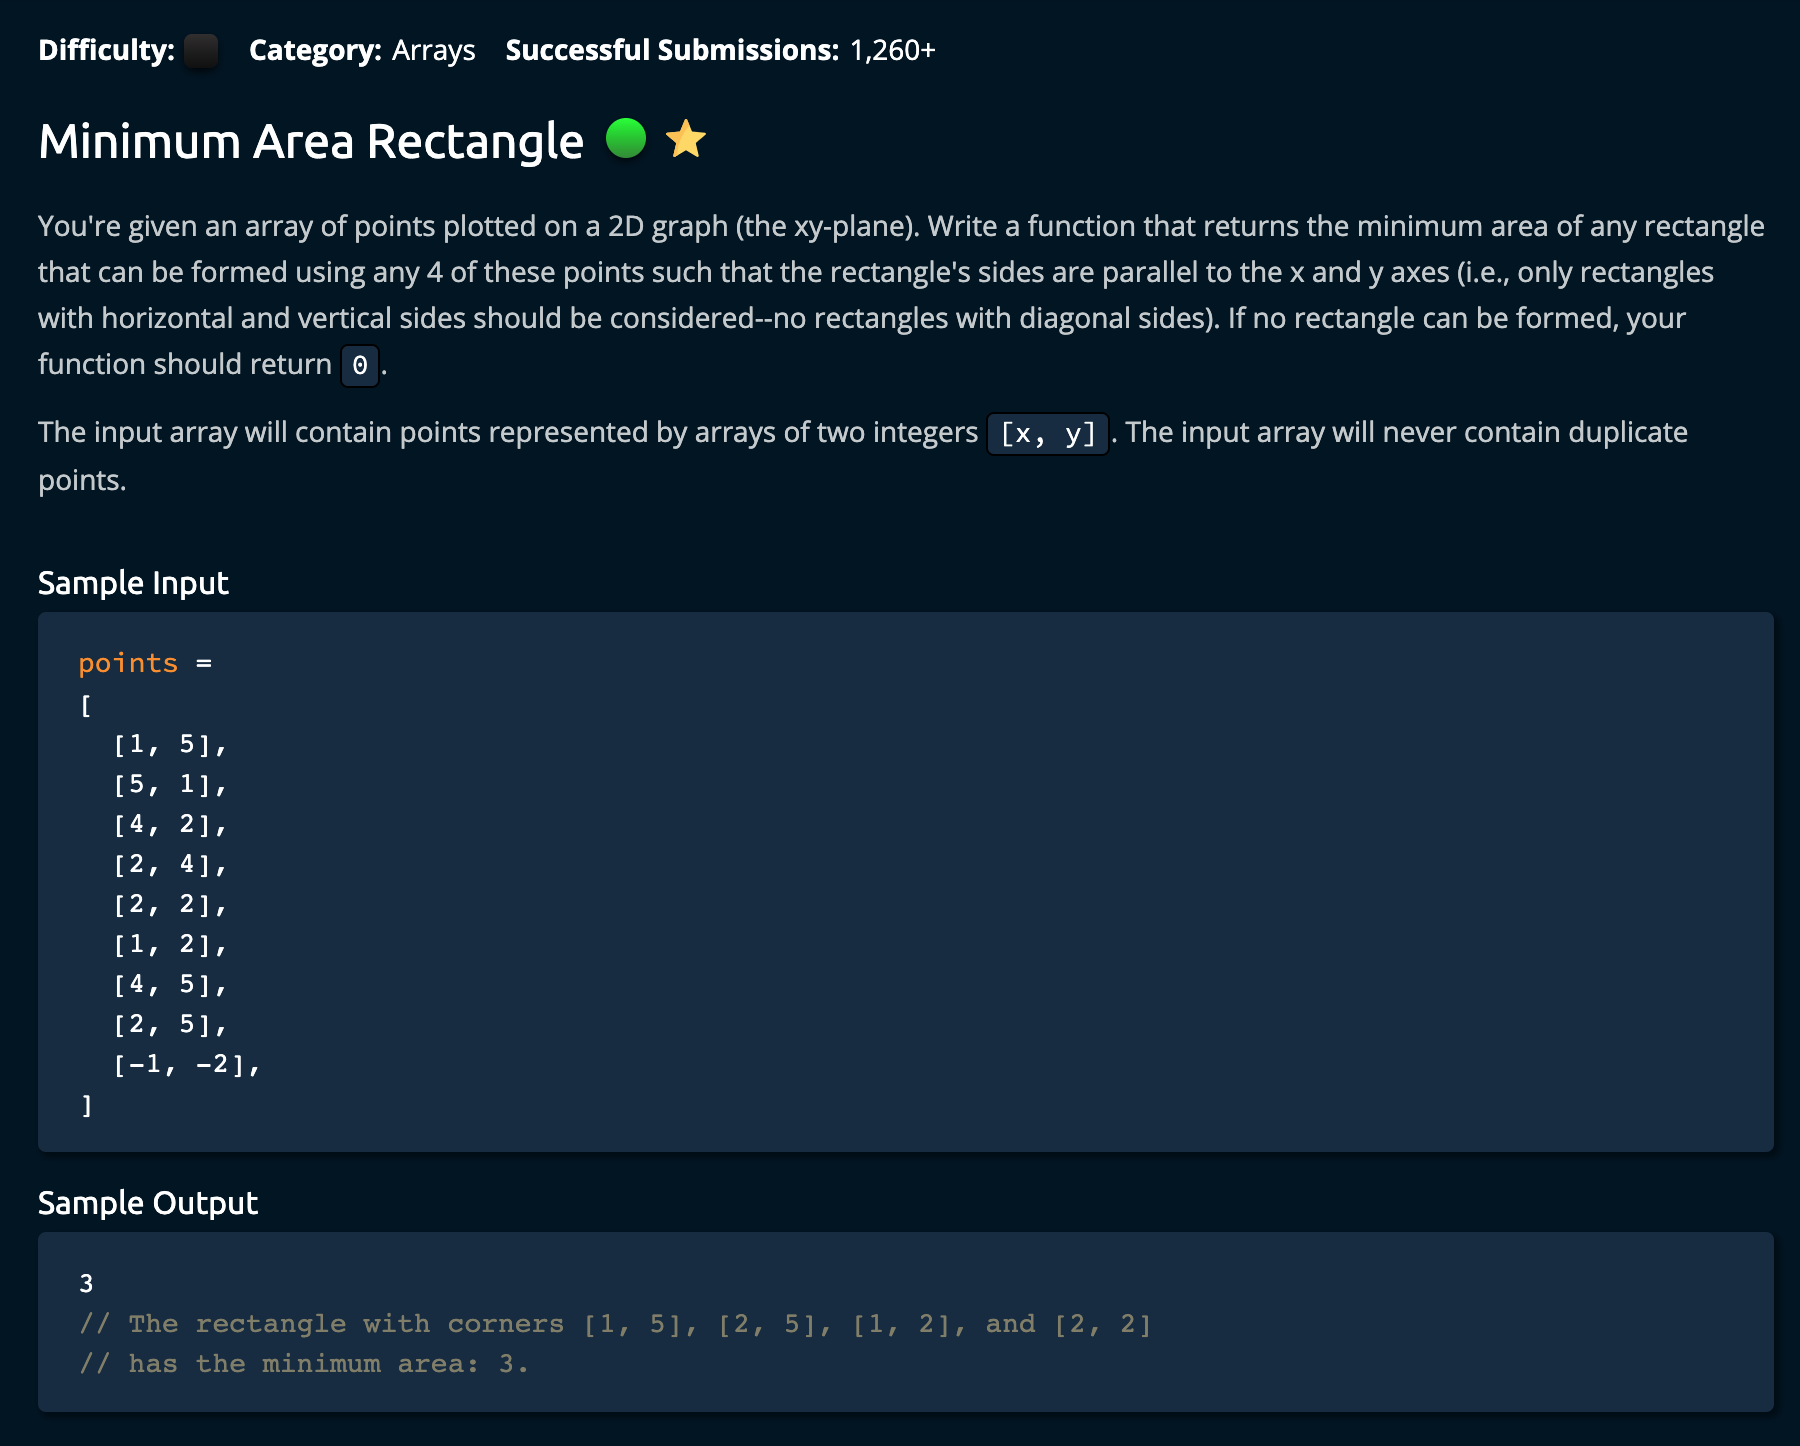 Difficulty: Category: Arrays Successful Submissions: 1,260+
Minimum Area Rectangle
You're given an array of points plotted on a 2D graph (the xy-plane). Write a function that returns the minimum area of any rectangle
that can be formed using any 4 of these points such that the rectangle's sides are parallel to the x and y axes (i.e., only rectangles
with horizontal and vertical sides should be considered--no rectangles with diagonal sides). If no rectangle can be formed, your
function should return 0.
The input array will contain points represented by arrays of two integers [x, y]. The input array will never contain duplicate
points.
Sample Input
points =
[
  [1, 5],
  [5, 1],
  [4, 2],
  [2, 4],
  [2, 2],
  [1, 2],
  [4, 5],
  [2, 5],
  [-1, -2],
]
Sample Output
3
// The rectangle with corners [1, 5], [2, 5], [1, 2], and [2, 2]
// has the minimum area: 3.